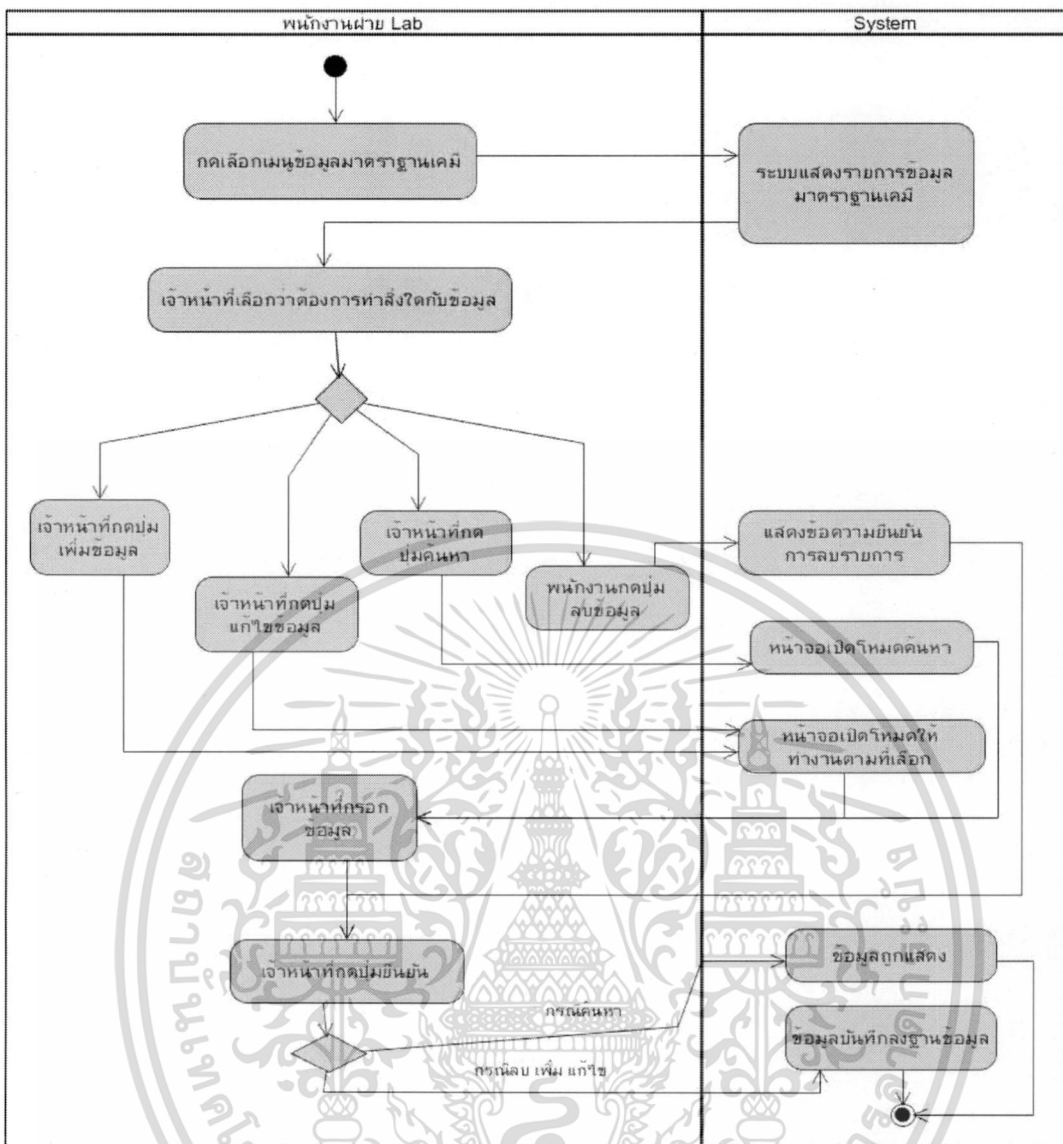 พนักงานฝ่าย Lab
System
กดเลือกเมนูข้อมูลมาตราฐานเคมี
ระบบแสดงรายการข้อมูล
มาตราฐานเคมี
เจ้าหน้าที่เลือกว่าต้องการทำสิ่งใดกับข้อมูล
เจ้าหน้าที่กดปุ่ม
เพิ่มข้อมูล
เจ้าหน้าที่กดปุ่ม
แก้ไขข้อมูล
เจ้าหน้าที่กด
ปุ่มค้นหา
พนักงานกดปุ่ม
ลบข้อมูล
แสดงข้อความยืนยัน
การลบรายการ
หน้าจอเปิดโหมดค้นหา
หน้าจอเปิดโหมดให้
ทำงานตามที่เลือก
เจ้าหน้าที่กรอก
ข้อมูล
เจ้าหน้าที่กดปุ่มยืนยัน
กรณีค้นหา
ข้อมูลถูกแสดง
กรณีลบ เพิ่ม แก้ไข
ข้อมูลบันทึกลงฐานข้อมูล